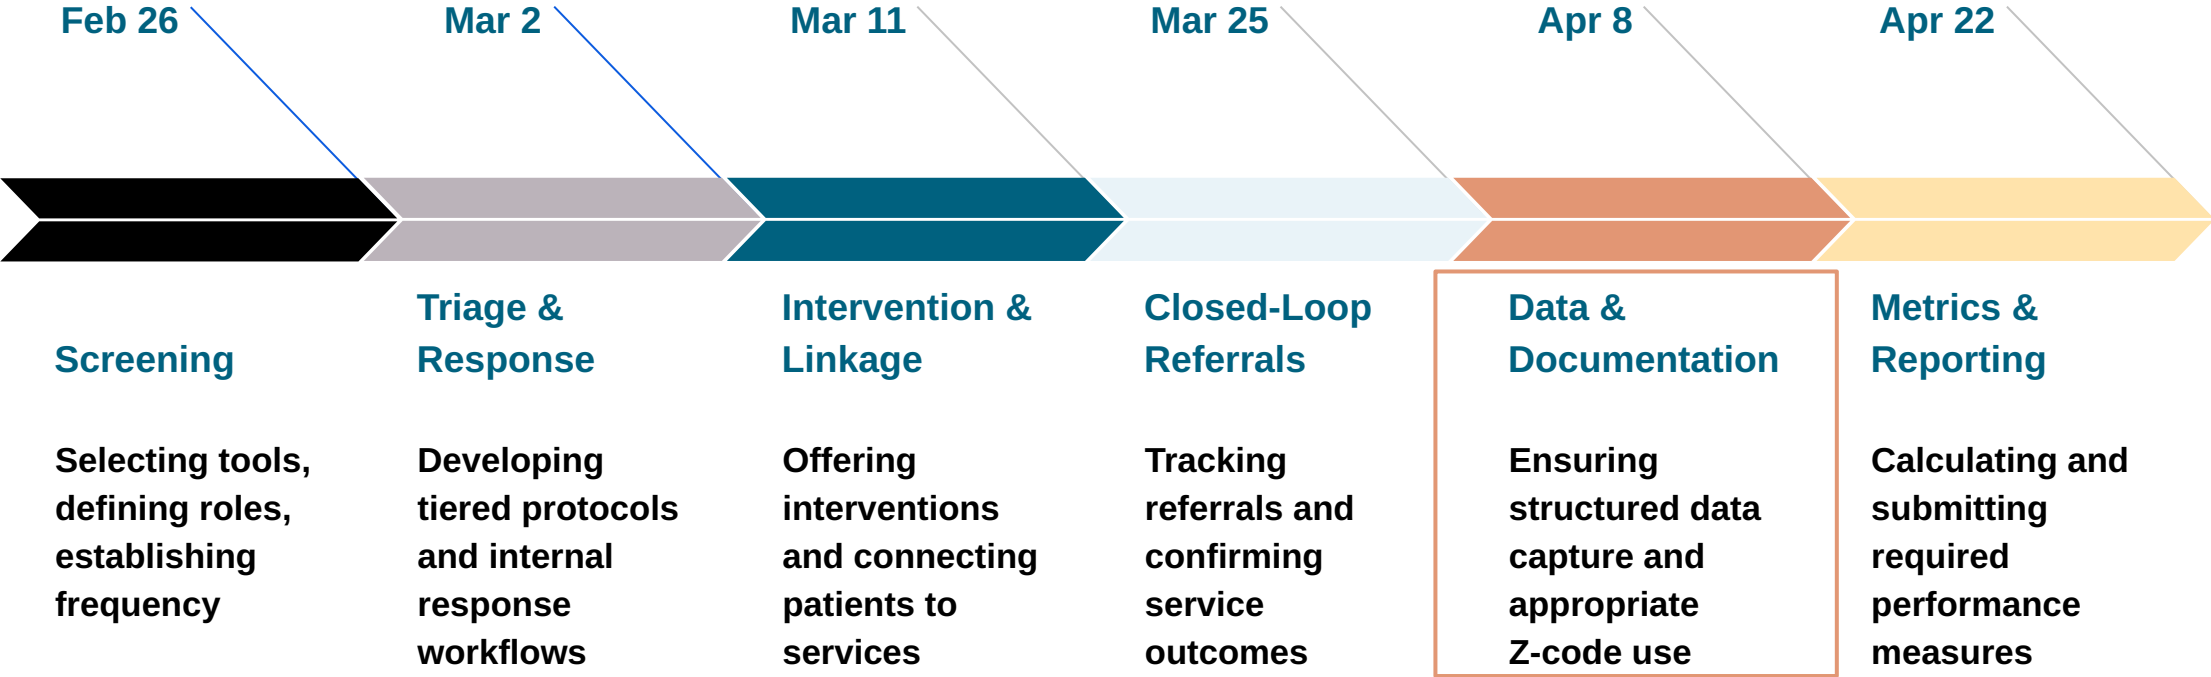 Feb 26
Mar 2
Mar 11
Mar 25
Apr 8
Apr 22
Screening
Selecting tools,
defining roles,
establishing
frequency
Triage &
Response
Developing
tiered protocols
and internal
response
workflows
Intervention &
Linkage
Offering
interventions
and connecting
patients to
services
Closed-Loop
Referrals
Tracking
referrals and
confirming
service
outcomes
Data &
Documentation
Ensuring
structured data
capture and
appropriate
Z-code use
Metrics &
Reporting
Calculating and
submitting
required
performance
measures